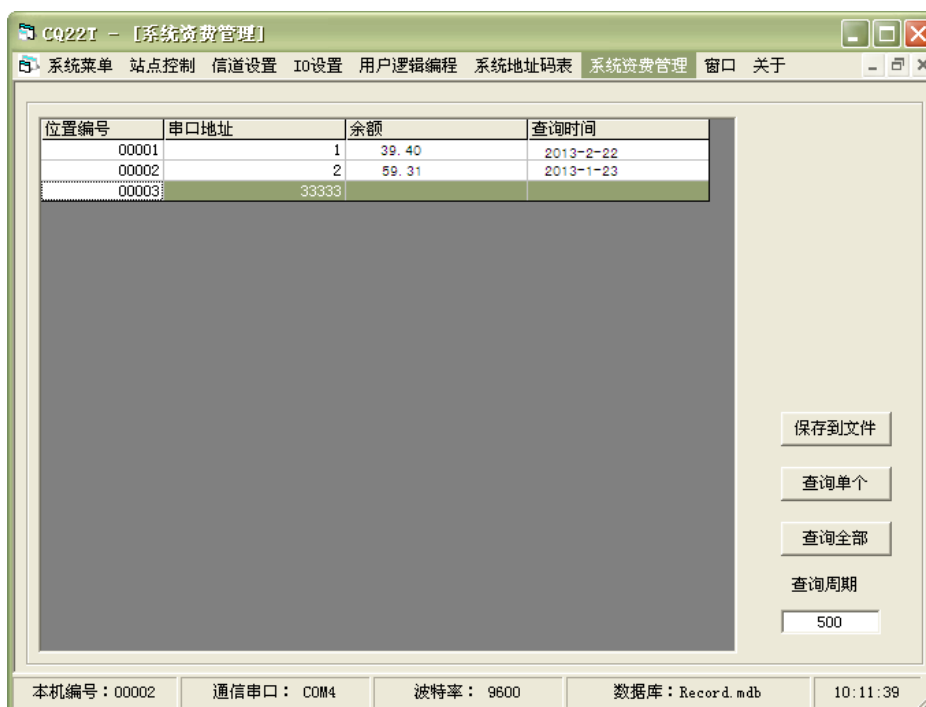 CQ22T - [系统资费管理]
系统菜单 站点控制 信道设置 IO设置 用户逻辑编程 系统地址码表 系统资费管理 窗口 关于
位置编号 串口地址 余额 查询时间
00001 1 39.40 2013-2-22
00002 2 59.31 2013-1-23
00003 33333
保存到文件
查询单个
查询全部
查询周期
500
本机编号：00002 通信串口： COM4 波特率： 9600 数据库：Record.mdb 10:11:39